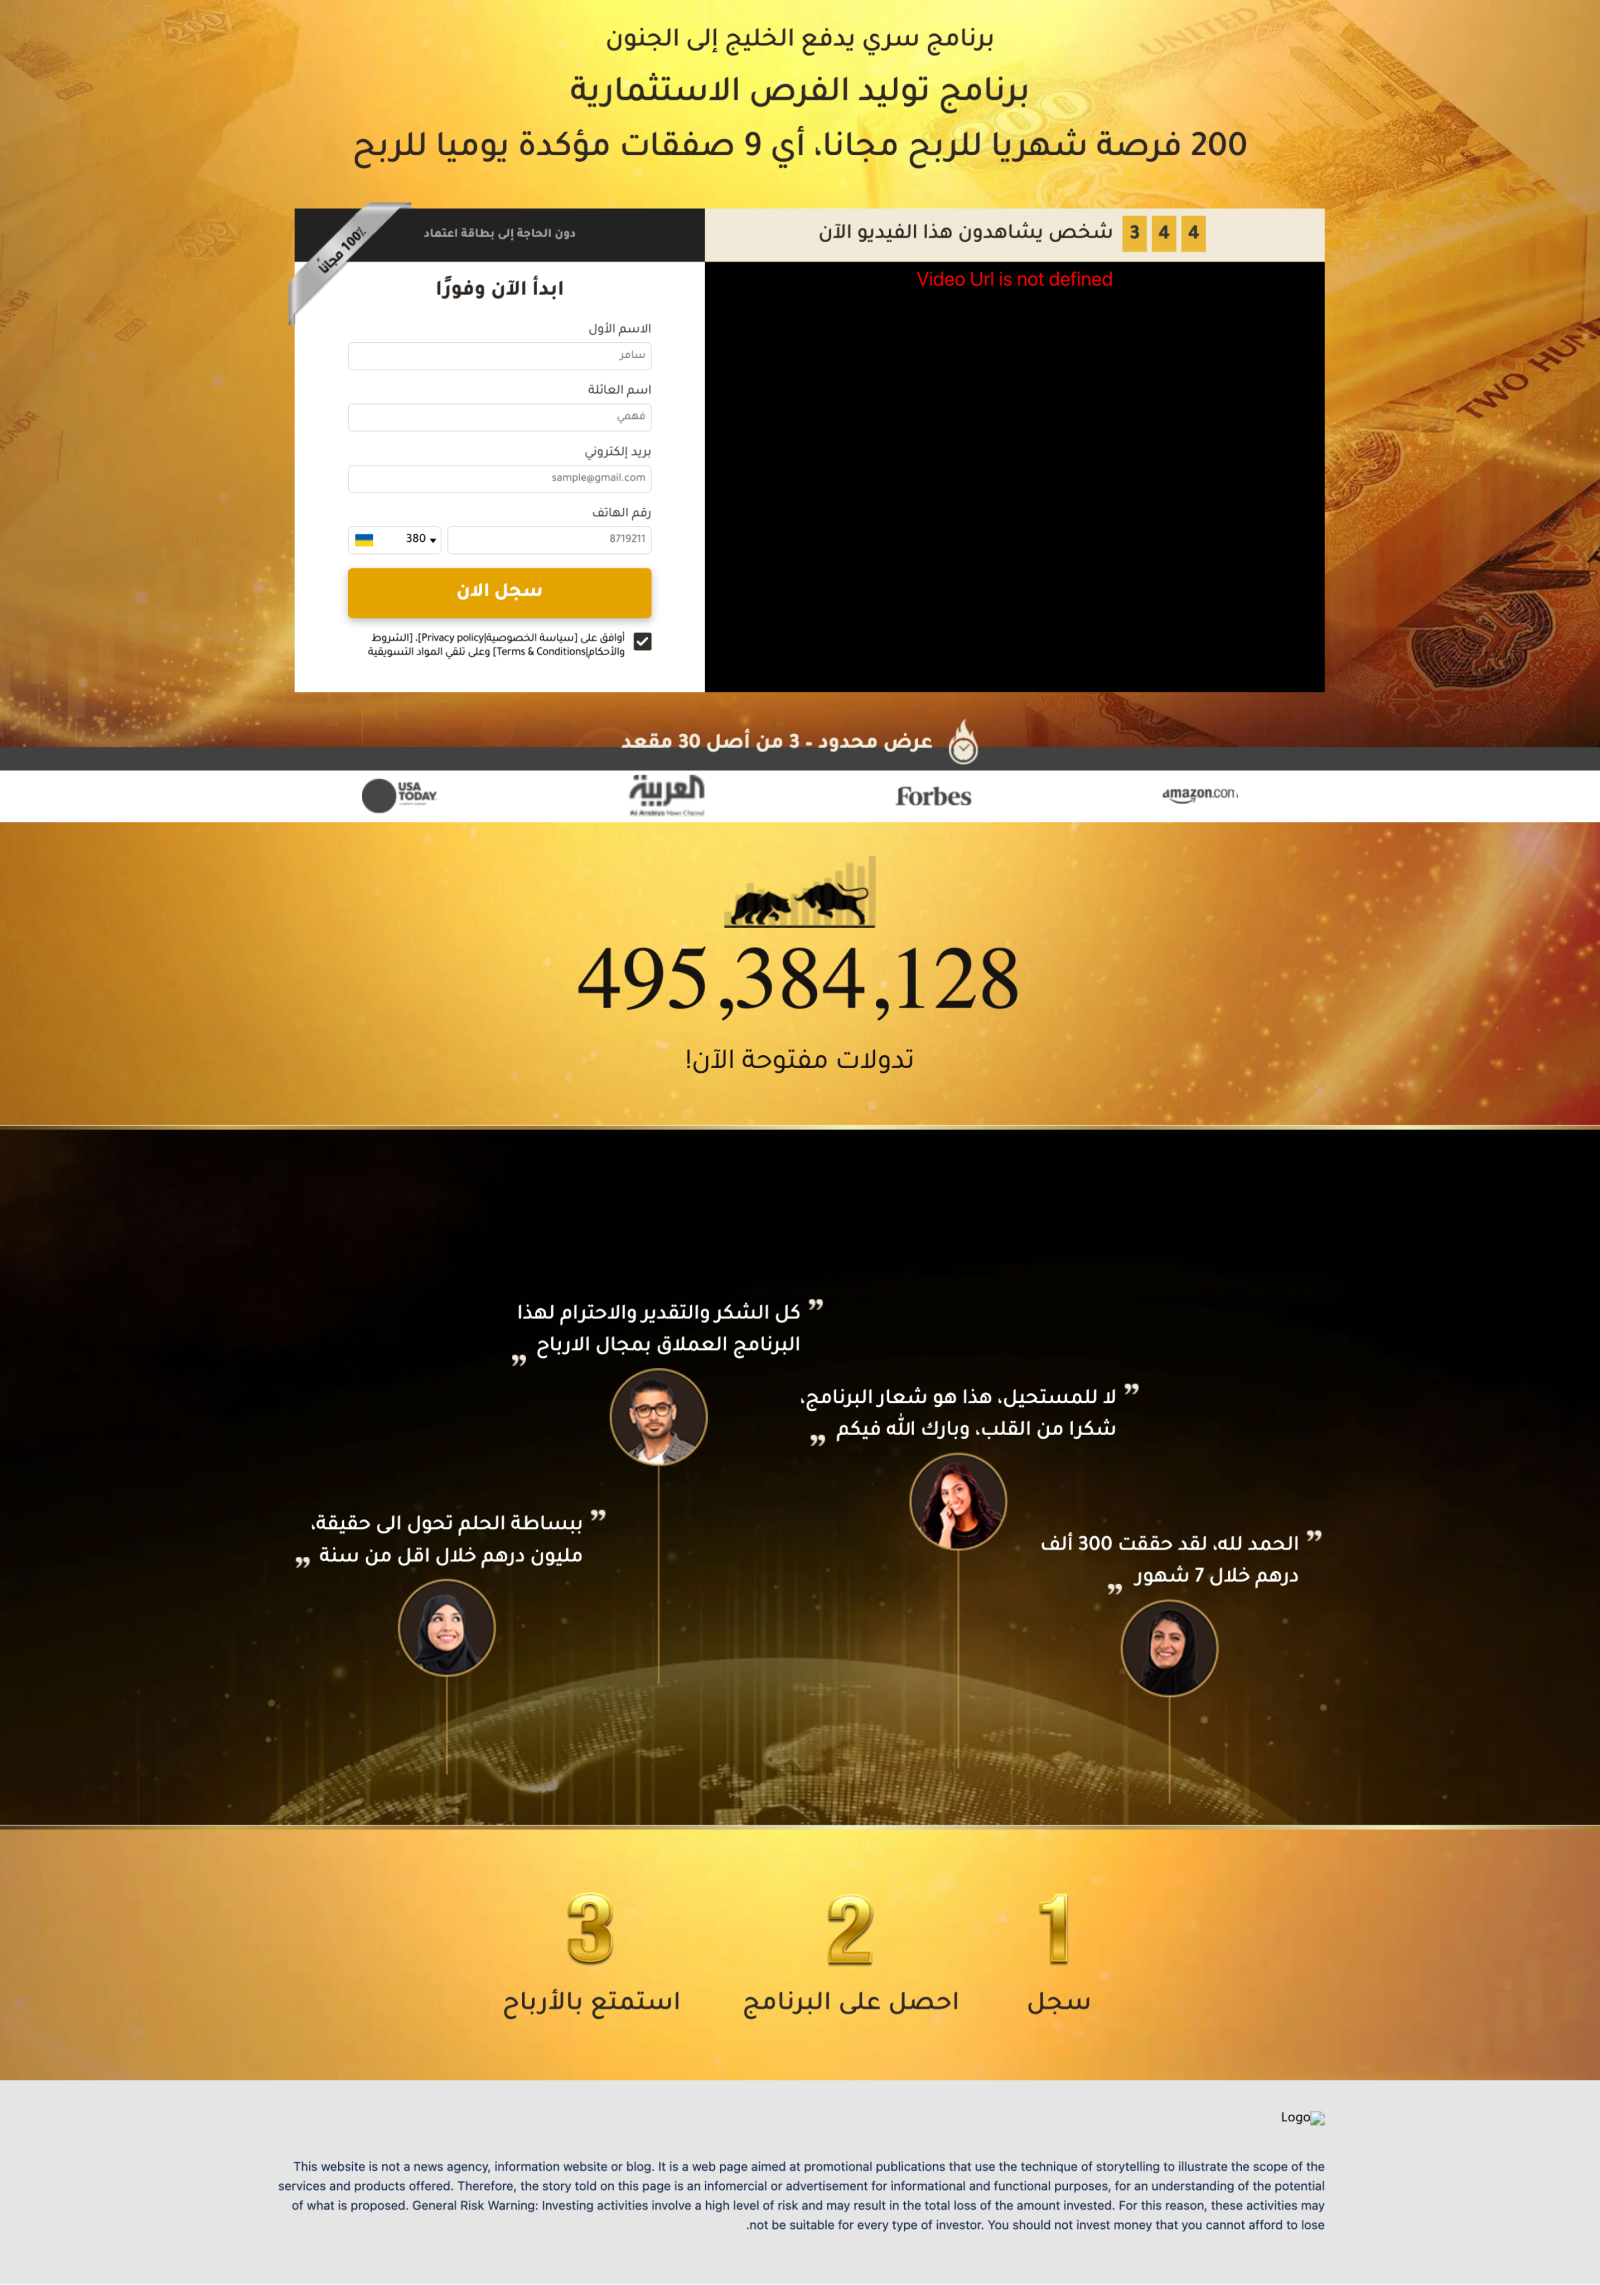 برنامج سري يدفع الخليج إلى الجنون
برنامج توليد الفرص الاستثمارية
200 فرصة شهريا للربح مجانا، أي 9 صفقات مؤكدة يوميا للربح
3 4 4 شخص يشاهدون هذا الفيديو الآن
Video Url is not defined
دون الحاجة إلى بطاقة اعتماد
100٪ مجاناً
ابدأ الآن وفورًا
الاسم الأول
سامر
اسم العائلة
فهمي
بريد إلكتروني
sample@gmail.com
رقم الهاتف
8719211
380
سجل الان
أوافق على [سياسة الخصوصية|Privacy policy]، [الشروط
والأحكام|Terms & Conditions] وعلى تلقي المواد التسويقية
عرض محدود - 3 من أصل 30 مقعد
amazon.com
Forbes
العربية
Al Arabiya News Channel
USA
TODAY
UNITED
200
TWO HUN
495,384,128
تدولات مفتوحة الآن!
” كل الشكر والتقدير والاحترام لهذا
البرنامج العملاق بمجال الارباح ”
” لا للمستحيل، هذا هو شعار البرنامج،
شكرا من القلب، وبارك الله فيكم ”
” ببساطة الحلم تحول الى حقيقة،
مليون درهم خلال اقل من سنة ”
” الحمد لله، لقد حققت 300 ألف
درهم خلال 7 شهور ”
1
سجل
2
احصل على البرنامج
3
استمتع بالأرباح
Logo
This website is not a news agency, information website or blog. It is a web page aimed at promotional publications that use the technique of storytelling to illustrate the scope of the
services and products offered. Therefore, the story told on this page is an infomercial or advertisement for informational and functional purposes, for an understanding of the potential
of what is proposed. General Risk Warning: Investing activities involve a high level of risk and may result in the total loss of the amount invested. For this reason, these activities may
.not be suitable for every type of investor. You should not invest money that you cannot afford to lose